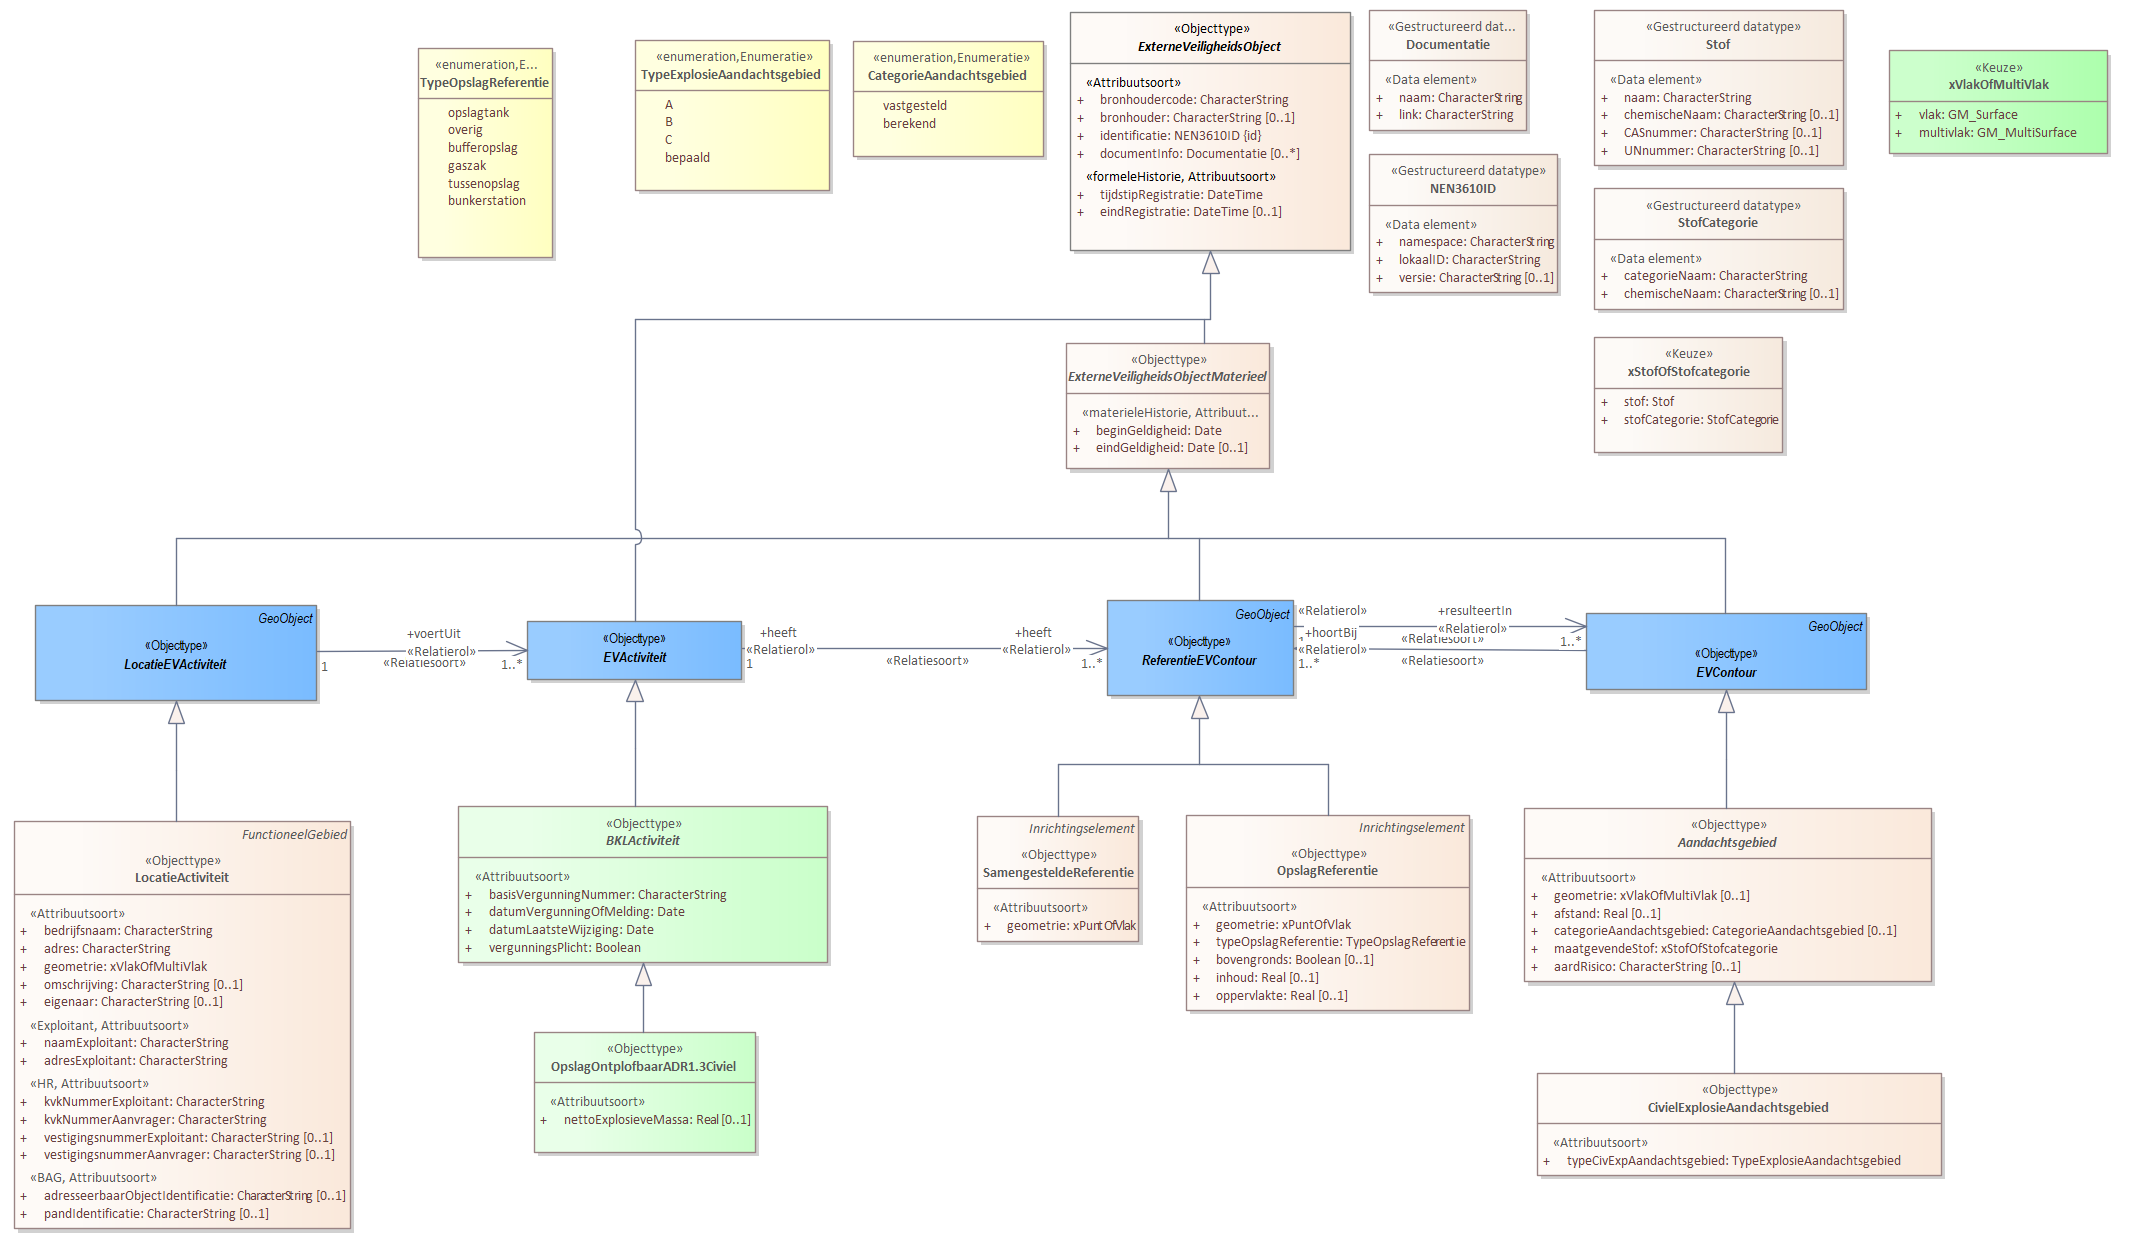 «enumeration,E...
TypeOpslagReferentie
opslagtank
overig
bufferopslag
gaszak
tussenopslag
bunkerstation
«enumeration,Enumeratie»
TypeExplosieAandachtsgebied
A
B
C
bepaald
«enumeration,Enumeratie»
CategorieAandachtsgebied
vastgesteld
berekend
«Objecttype»
ExterneVeiligheidsObject
«Attribuutsoort»
+ bronhoudercode: CharacterString
+ bronhouder: CharacterString [0..1]
+ identificatie: NEN3610ID {id}
+ documentInfo: Documentatie [0..*]
«formeleHistorie, Attribuutsoort»
+ tijdstipRegistratie: DateTime
+ eindRegistratie: DateTime [0..1]
«Gestructureerd dat...
Documentatie
«Data element»
+ naam: CharacterString
+ link: CharacterString
«Gestructureerd datatype»
NEN3610ID
«Data element»
+ namespace: CharacterString
+ lokaalID: CharacterString
+ versie: CharacterString [0..1]
«Gestructureerd datatype»
Stof
«Data element»
+ naam: CharacterString
+ chemischeNaam: CharacterString [0..1]
+ CASnummer: CharacterString [0..1]
+ UNnummer: CharacterString [0..1]
«Gestructureerd datatype»
StofCategorie
«Data element»
+ categorieNaam: CharacterString
+ chemischeNaam: CharacterString [0..1]
«Keuze»
xStofOfStofcategorie
+ stof: Stof
+ stofCategorie: StofCategorie
«Keuze»
xVlakOfMultiVlak
+ vlak: GM_Surface
+ multivlak: GM_MultiSurface
«Objecttype»
ExterneVeiligheidsObjectMaterieel
«materieleHistorie, Attribuut...
+ beginGeldigheid: Date
+ eindGeldigheid: Date [0..1]
GeoObject
«Objecttype»
LocatieEVActiviteit
+voertUit
«Relatierol»
1 «Relatiesoort» 1..*
«Objecttype»
EVActiviteit
+heeft
«Relatierol»
1
«Relatiesoort»
+heeft
«Relatierol»
1..*
GeoObject
«Objecttype»
ReferentieEVContour
«Relatierol»
1
+hoortBij
«Relatierol»
1..*
+resulteertIn
«Relatierol»
«Relatiesoort»
1..*
«Relatiesoort»
GeoObject
«Objecttype»
EVContour
FunctioneelGebied
«Objecttype»
LocatieActiviteit
«Attribuutsoort»
+ bedrijfsnaam: CharacterString
+ adres: CharacterString
+ geometrie: xVlakOfMultiVlak
+ omschrijving: CharacterString [0..1]
+ eigenaar: CharacterString [0..1]
«Exploitant, Attribuutsoort»
+ naamExploitant: CharacterString
+ adresExploitant: CharacterString
«HR, Attribuutsoort»
+ kvkNummerExploitant: CharacterString
+ kvkNummerAanvrager: CharacterString
+ vestigingsnummerExploitant: CharacterString [0..1]
+ vestigingsnummerAanvrager: CharacterString [0..1]
«BAG, Attribuutsoort»
+ adresseerbaarObjectIdentificatie: CharacterString [0..1]
+ pandIdentificatie: CharacterString [0..1]
«Objecttype»
BKLActiviteit
«Attribuutsoort»
+ basisVergunningNummer: CharacterString
+ datumVergunningOfMelding: Date
+ datumLaatsteWijziging: Date
+ vergunningsPlicht: Boolean
«Objecttype»
OpslagOntplofbaarADR1.3Civiel
«Attribuutsoort»
+ nettoExplosieveMassa: Real [0..1]
Inrichtingselement
«Objecttype»
SamengesteldeReferentie
«Attribuutsoort»
+ geometrie: xPuntOfVlak
Inrichtingselement
«Objecttype»
OpslagReferentie
«Attribuutsoort»
+ geometrie: xPuntOfVlak
+ typeOpslagReferentie: TypeOpslagReferentie
+ bovengronds: Boolean [0..1]
+ inhoud: Real [0..1]
+ oppervlakte: Real [0..1]
«Objecttype»
Aandachtsgebied
«Attribuutsoort»
+ geometrie: xVlakOfMultiVlak [0..1]
+ afstand: Real [0..1]
+ categorieAandachtsgebied: CategorieAandachtsgebied [0..1]
+ maatgevendeStof: xStofOfStofcategorie
+ aardRisico: CharacterString [0..1]
«Objecttype»
CivielExplosieAandachtsgebied
«Attribuutsoort»
+ typeCivExpAandachtsgebied: TypeExplosieAandachtsgebied